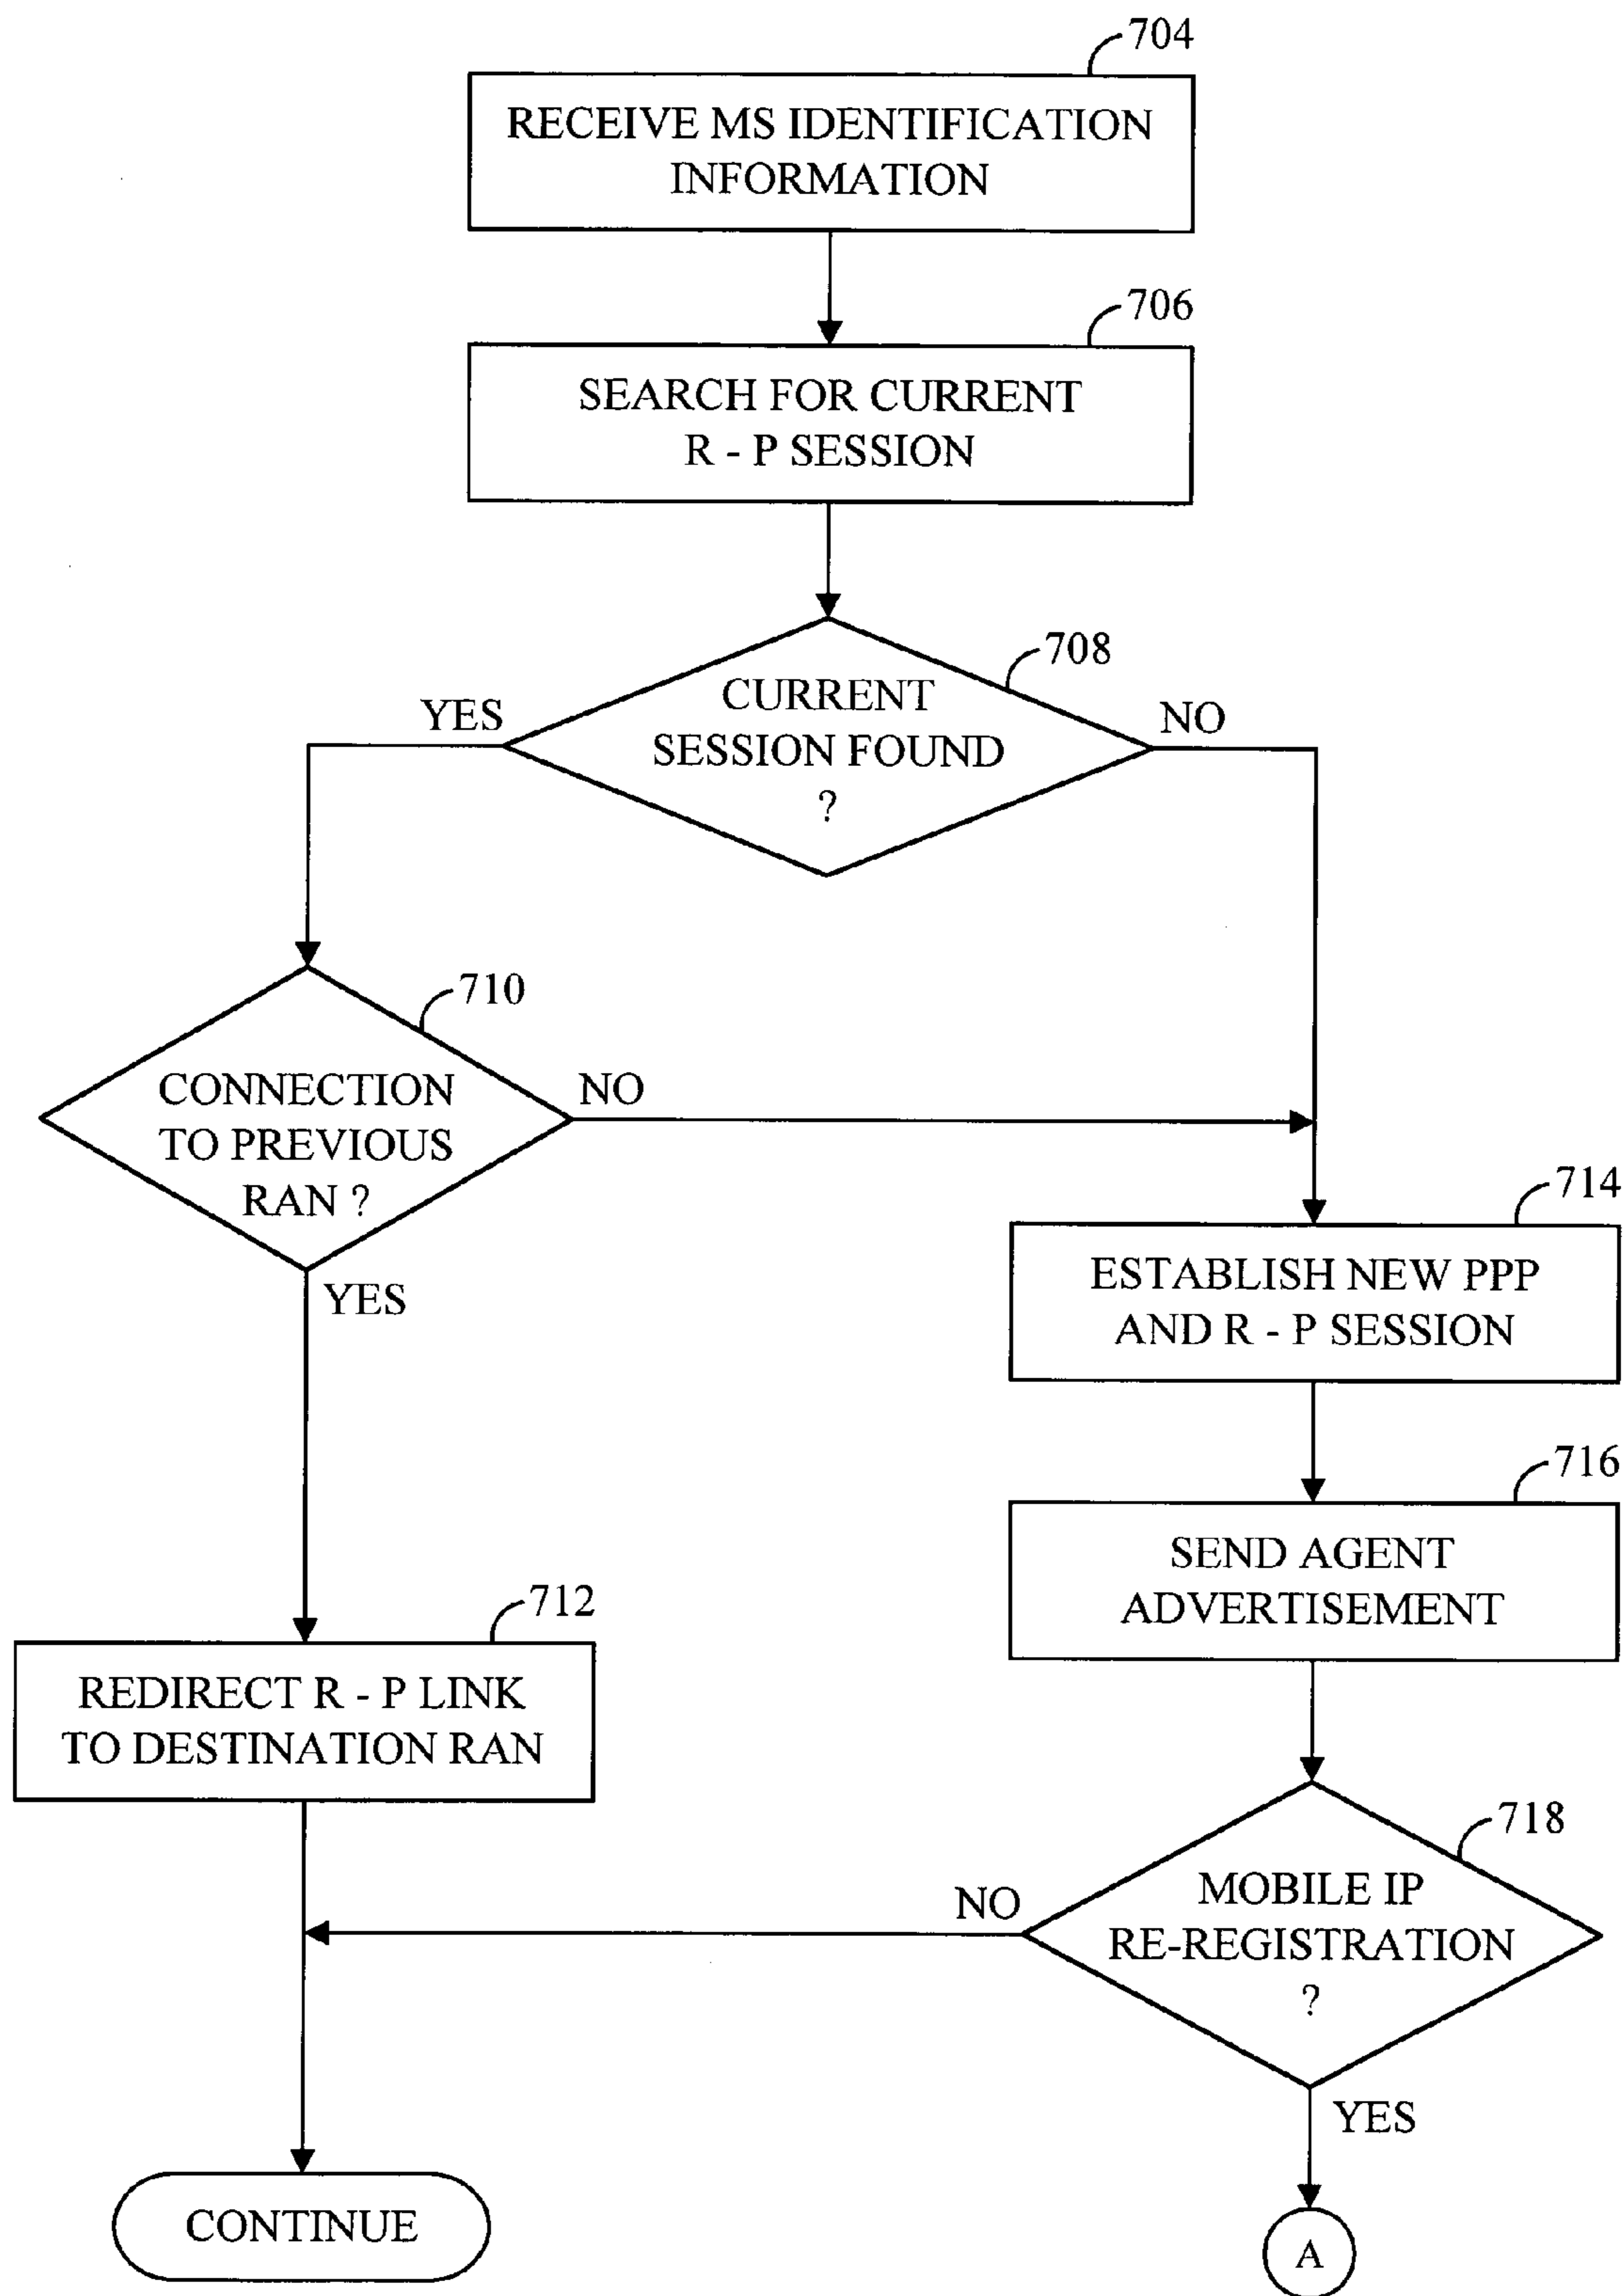 704
RECEIVE MS IDENTIFICATION
INFORMATION
706
SEARCH FOR CURRENT
R - P SESSION
708
CURRENT
SESSION FOUND
?
YES
NO
710
CONNECTION
TO PREVIOUS
RAN ?
NO
YES
714
ESTABLISH NEW PPP
AND R - P SESSION
716
SEND AGENT
ADVERTISEMENT
712
REDIRECT R - P LINK
TO DESTINATION RAN
718
MOBILE IP
RE-REGISTRATION
?
NO
YES
CONTINUE
A